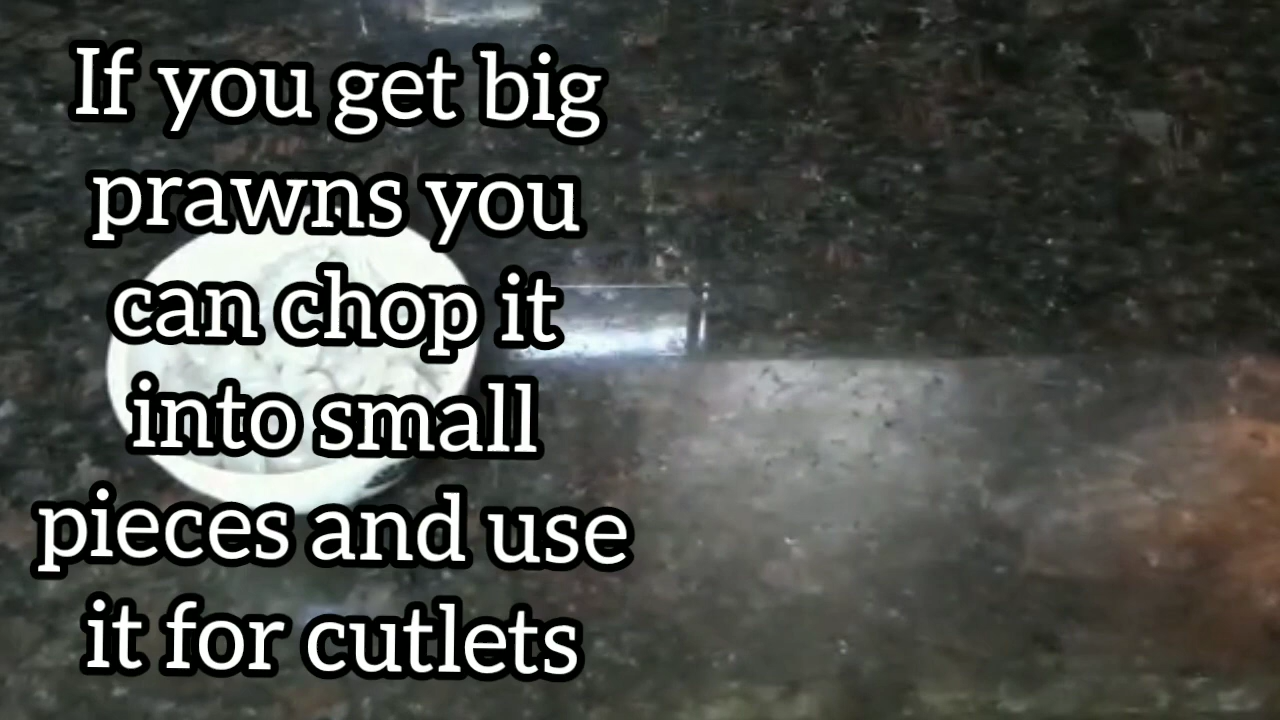 If you get big
prawns you
can chop it
into small
pieces and use
it for cutlets